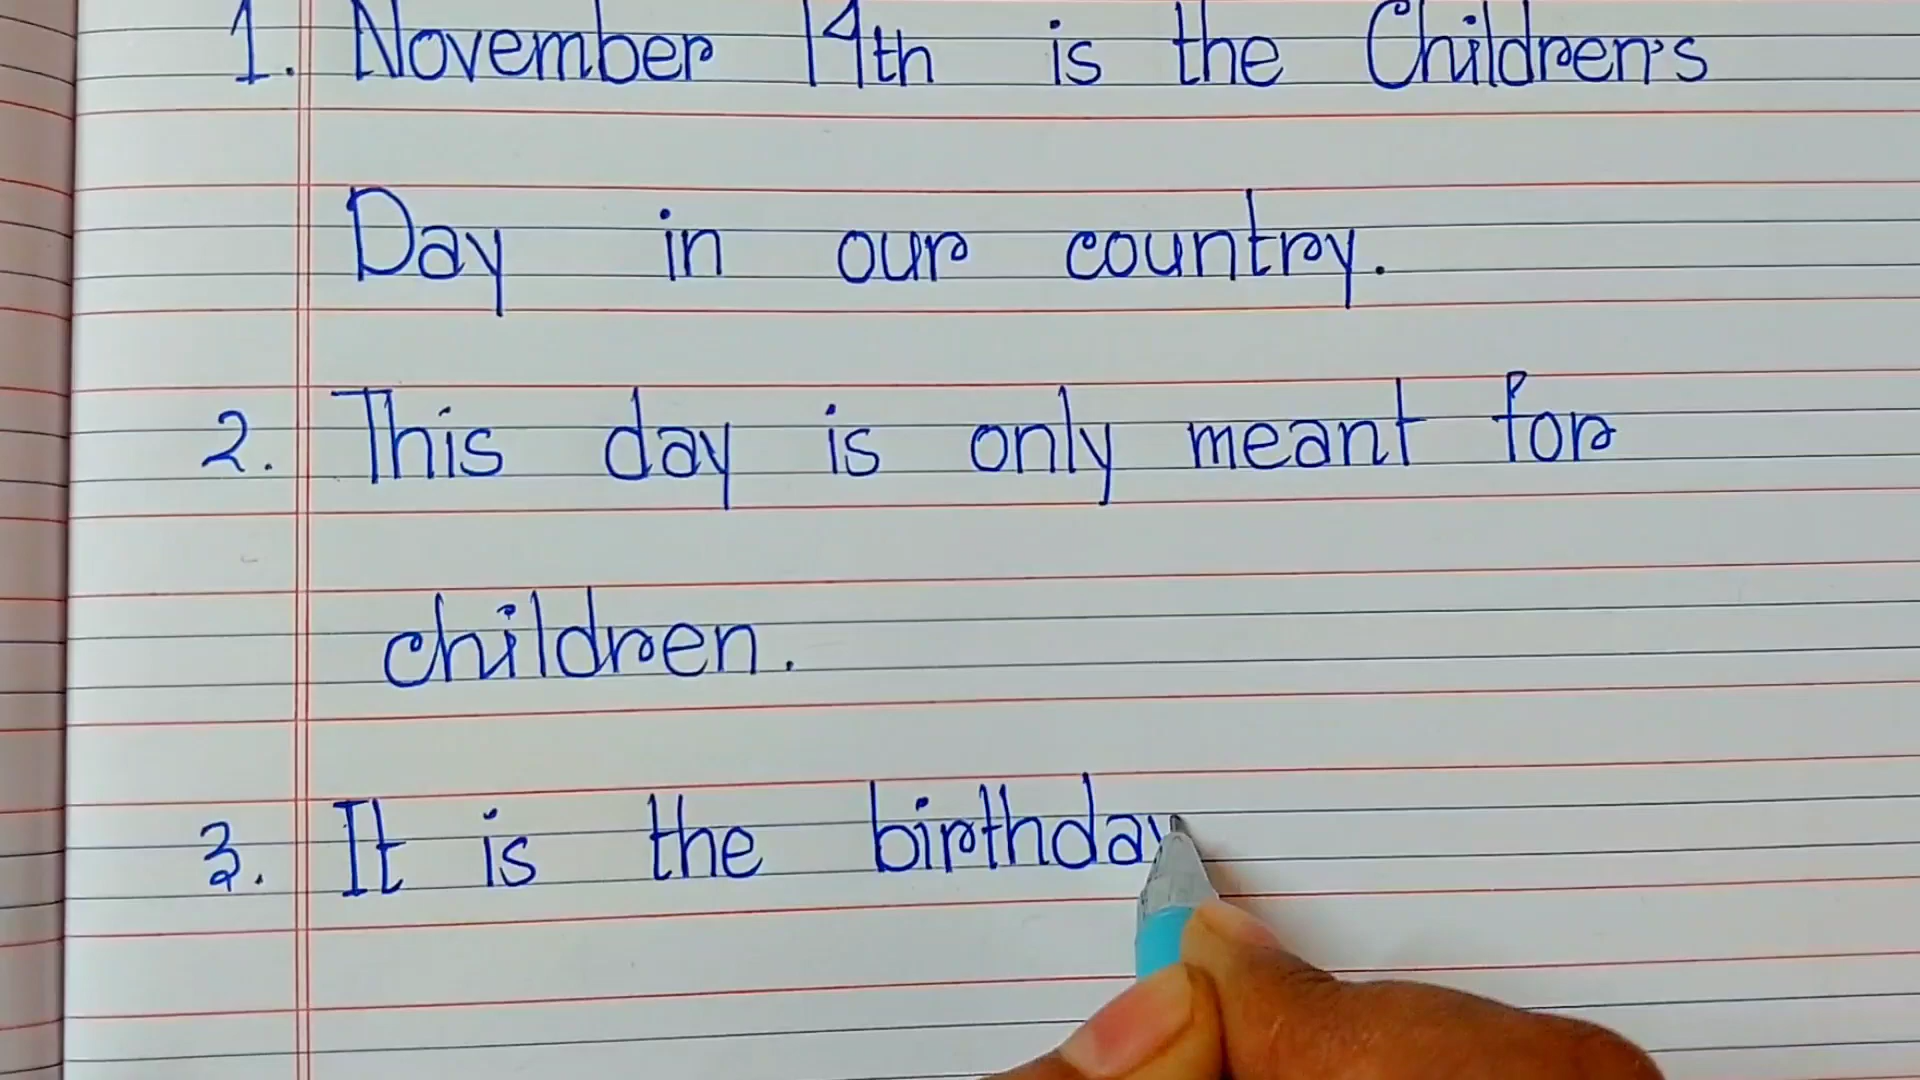 1. November 14th is the Children's
Day in our country.
2. This day is only meant for
children.
3. It is the birthday